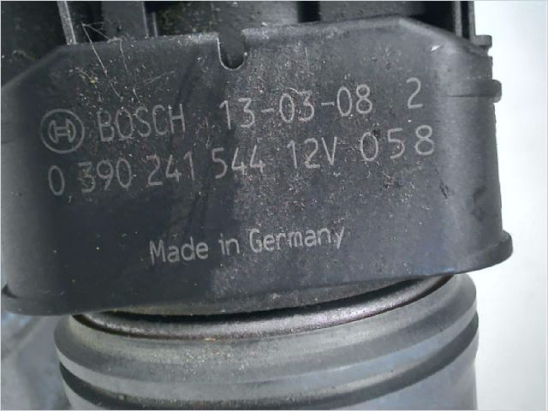 BOSCH 13-03-08 2
0 390 241 544 12V 058
Made in Germany